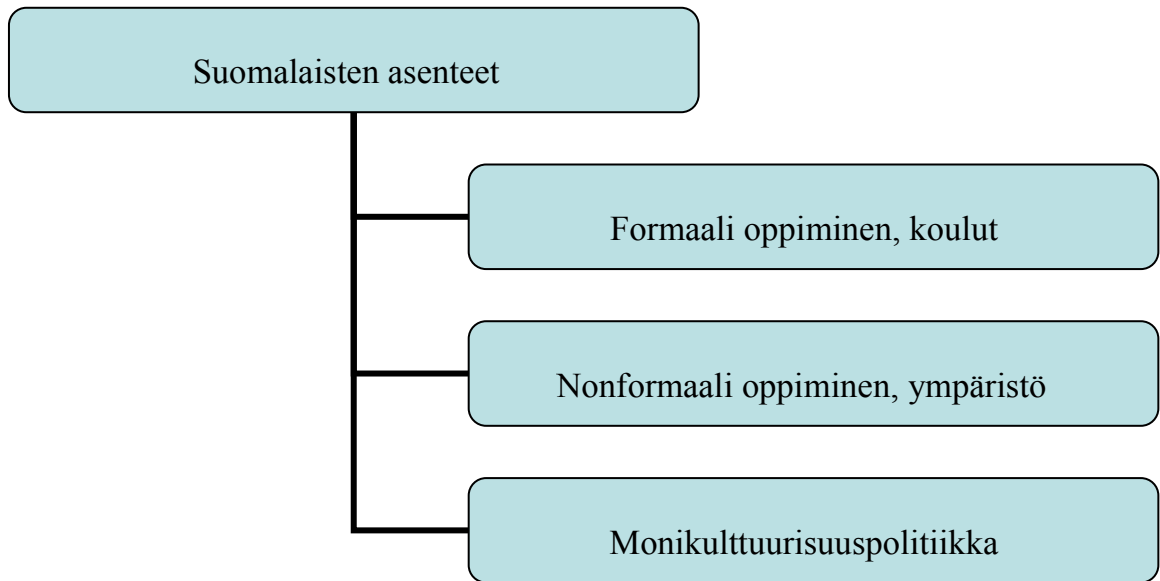 Suomalaisten asenteet
Formaali oppiminen, koulut
Nonformaali oppiminen, ympäristö
Monikulttuurisuuspolitiikka